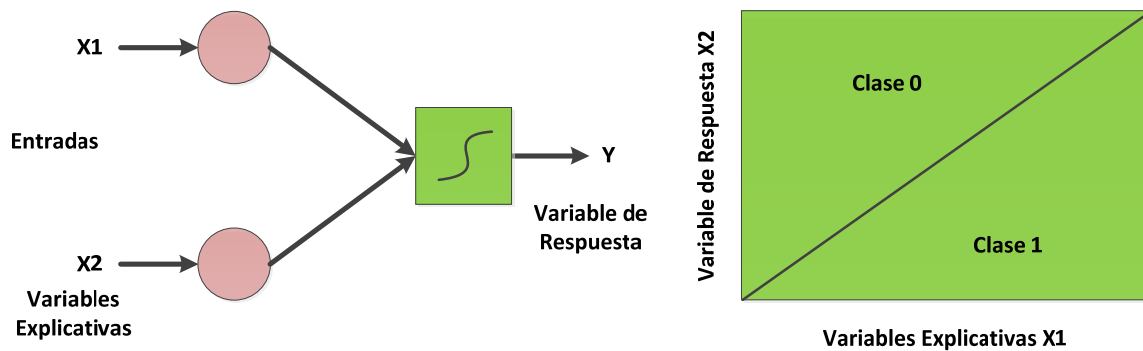 X1
Entradas
X2
Variables
Explicativas
Y
Variable de
Respuesta
Variable de Respuesta X2
Clase 0
Clase 1
Variables Explicativas X1